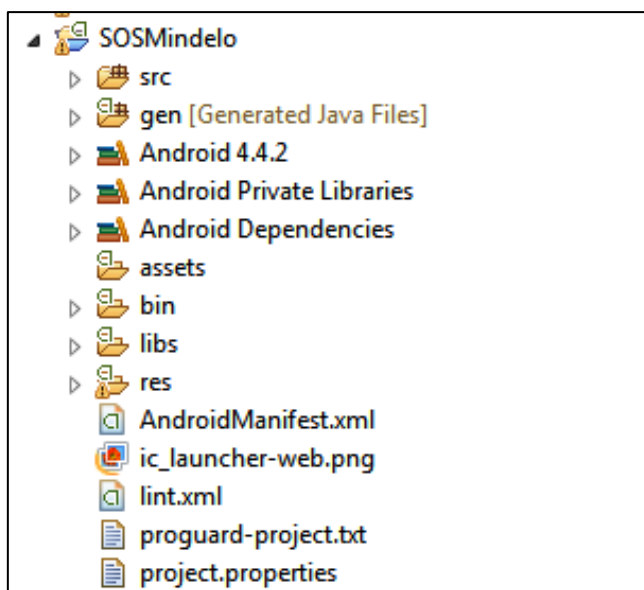 SOSMindelo
src
gen [Generated Java Files]
Android 4.4.2
Android Private Libraries
Android Dependencies
assets
bin
libs
res
AndroidManifest.xml
ic_launcher-web.png
lint.xml
proguard-project.txt
project.properties